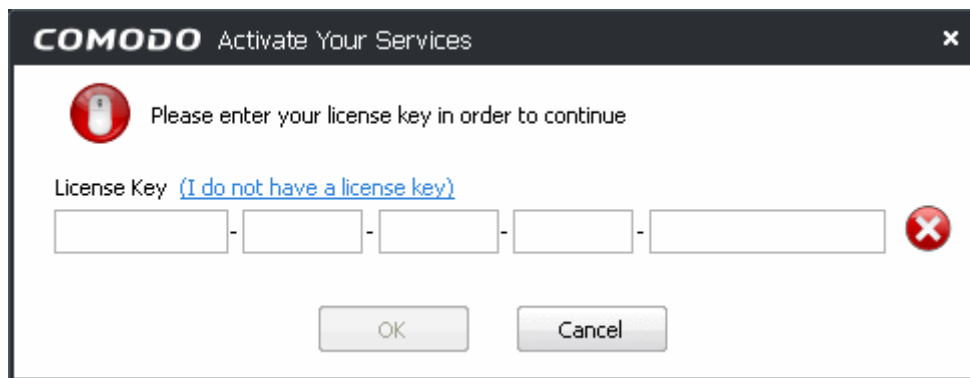 COMODO Activate Your Services
Please enter your license key in order to continue
License Key (I do not have a license key)
- - - -
OK Cancel